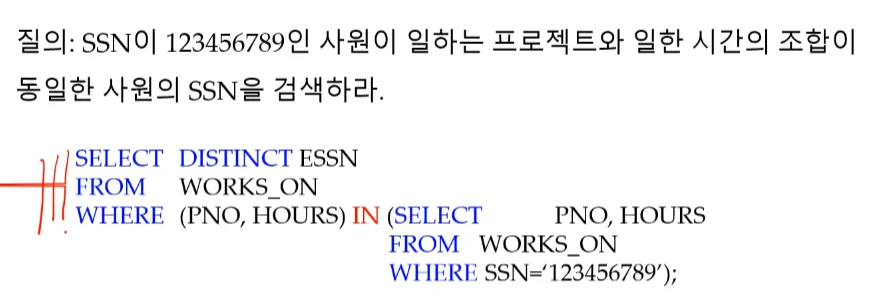 질의: SSN이 123456789인 사원이 일하는 프로젝트와 일한 시간의 조합이
동일한 사원의 SSN을 검색하라.
SELECT DISTINCT ESSN
FROM WORKS_ON
WHERE (PNO, HOURS) IN (SELECT PNO, HOURS
FROM WORKS_ON
WHERE SSN=‘123456789’);